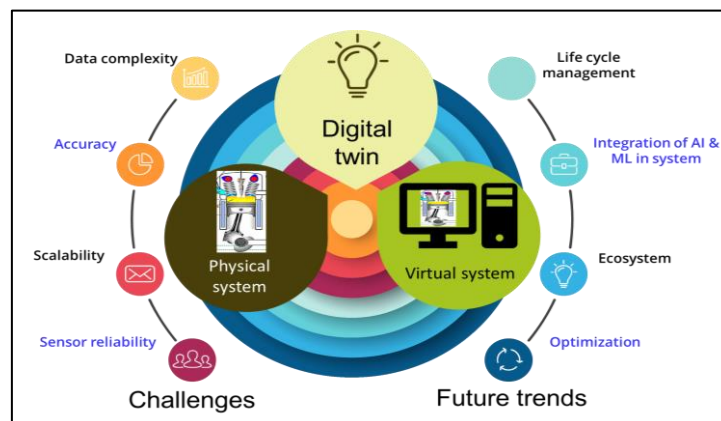 Data complexity
Accuracy
Scalability
Sensor reliability
Challenges
Digital
twin
Physical
system
Virtual system
Life cycle
management
Integration of AI &
ML in system
Ecosystem
Optimization
Future trends